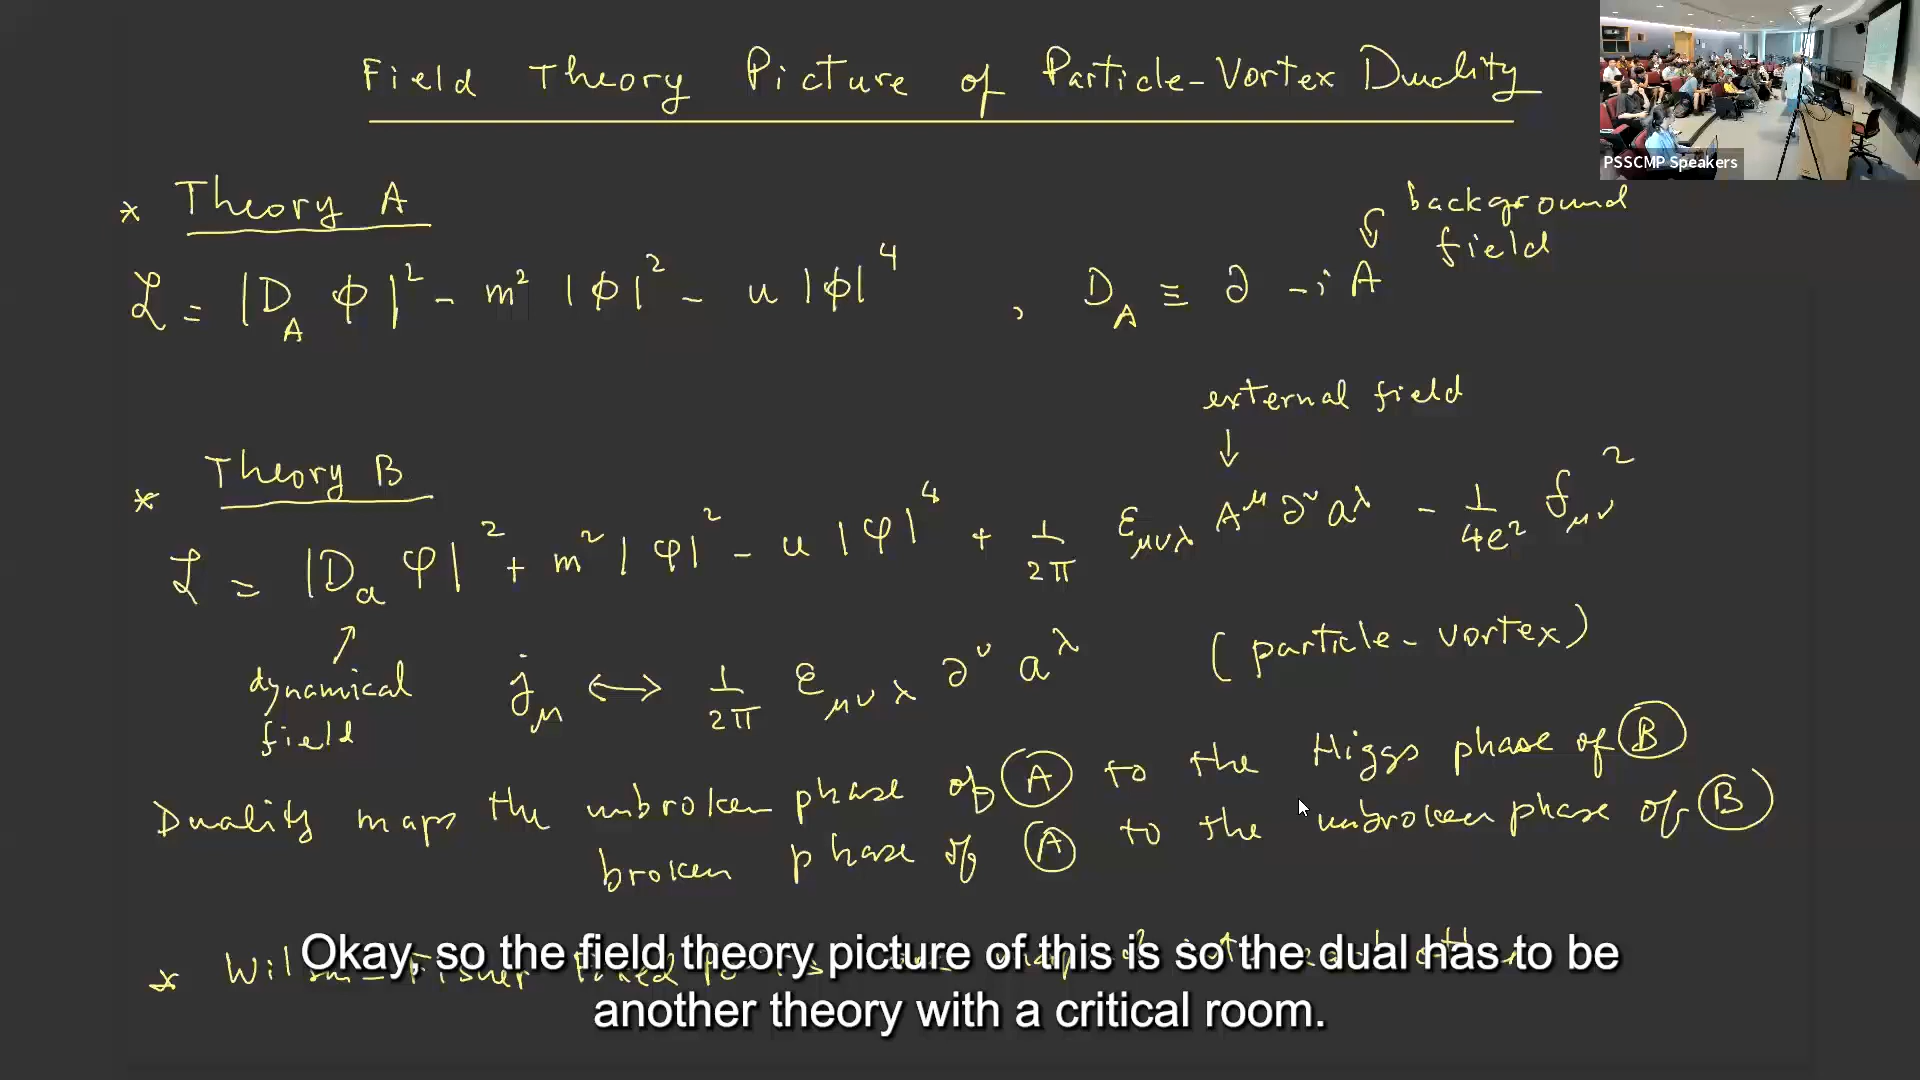 Field Theory Picture of Particle-Vortex Duality
PSSCMP Speakers
* Theory A
background
field
ℒ = |D_A ϕ|² - m² |ϕ|² - u |ϕ|⁴ , D_A ≡ ∂ - i A
external field
↓
* Theory B
ℒ = |D_a φ|² + m² |φ|² - u |φ|⁴ + 1/2π ε_μνλ A^μ ∂^ν a^λ - 1/4e² f_μν²
dynamical
field
j_μ ⟷ 1/2π ε_μνλ ∂^ν a^λ (particle-vortex)
Duality maps the unbroken phase of Ⓐ to the Higgs phase of Ⓑ
broken phase of Ⓐ to the unbroken phase of Ⓑ
* Wilson-Fisher fixed
Okay, so the field theory picture of this is so the dual has to be
another theory with a critical room.